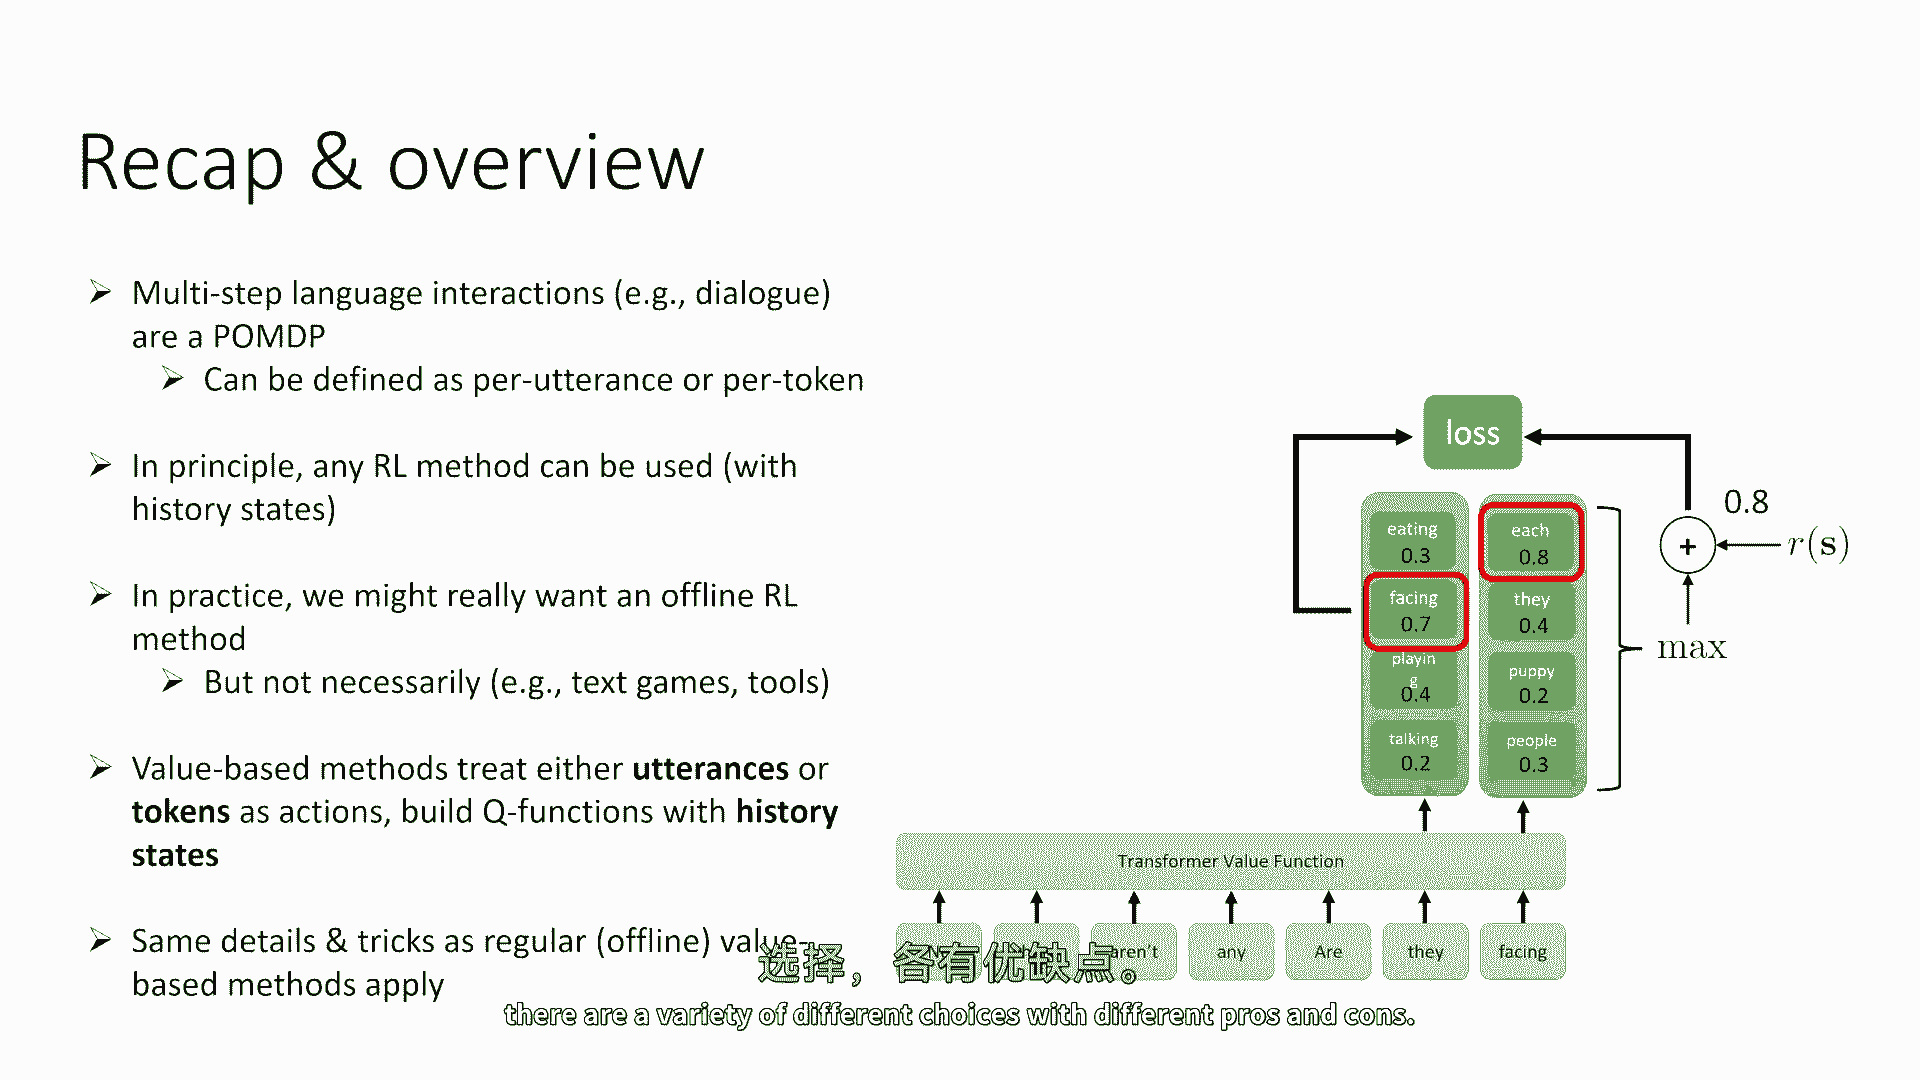 Recap & overview
Multi-step language interactions (e.g., dialogue)
are a POMDP
Can be defined as per-utterance or per-token
In principle, any RL method can be used (with
history states)
In practice, we might really want an offline RL
method
But not necessarily (e.g., text games, tools)
Value-based methods treat either utterances or
tokens as actions, build Q-functions with history
states
Same details & tricks as regular (offline) value-
based methods apply
loss
0.8
r(s)
+
max
eating
0.3
facing
0.7
playin
g
0.4
talking
0.2
each
0.8
they
0.4
puppy
0.2
people
0.3
Transformer Value Function
aren't
any
Are
they
facing
选择，各有优缺点。
there are a variety of different choices with different pros and cons.